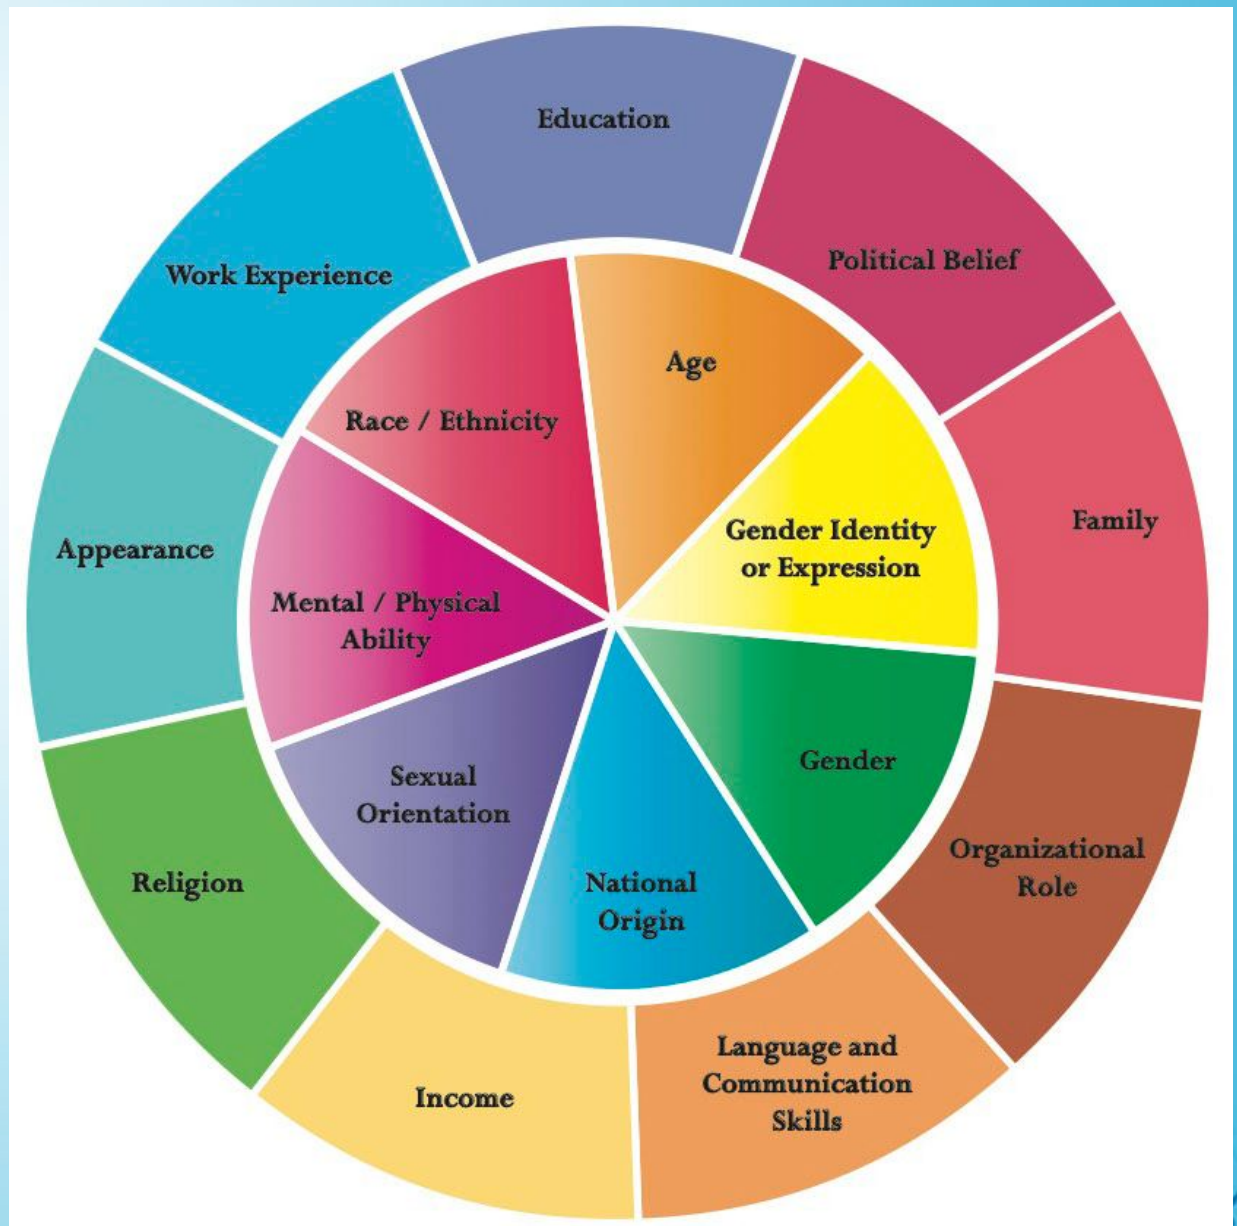 Education
Political Belief
Family
Organizational
Role
Language and
Communication
Skills
Income
Religion
Appearance
Work Experience
Age
Gender Identity
or Expression
Gender
National
Origin
Sexual
Orientation
Mental / Physical
Ability
Race / Ethnicity